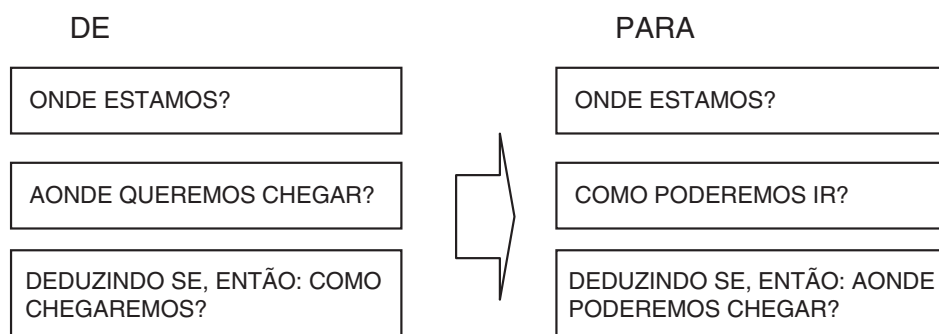 DE
ONDE ESTAMOS?
AONDE QUEREMOS CHEGAR?
DEDUZINDO SE, ENTÃO: COMO
CHEGAREMOS?
PARA
ONDE ESTAMOS?
COMO PODEREMOS IR?
DEDUZINDO SE, ENTÃO: AONDE
PODEREMOS CHEGAR?